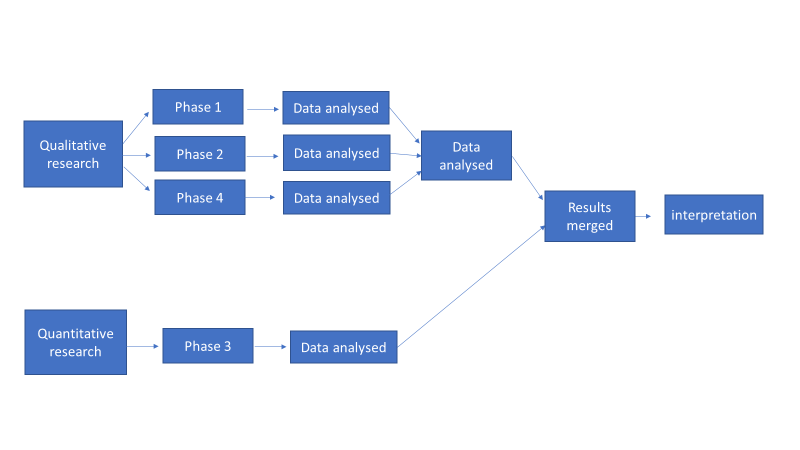 Phase 1
Data analysed
Qualitative
research
Phase 2
Data analysed
Data
analysed
Phase 4
Data analysed
Results
merged
interpretation
Quantitative
research
Phase 3
Data analysed